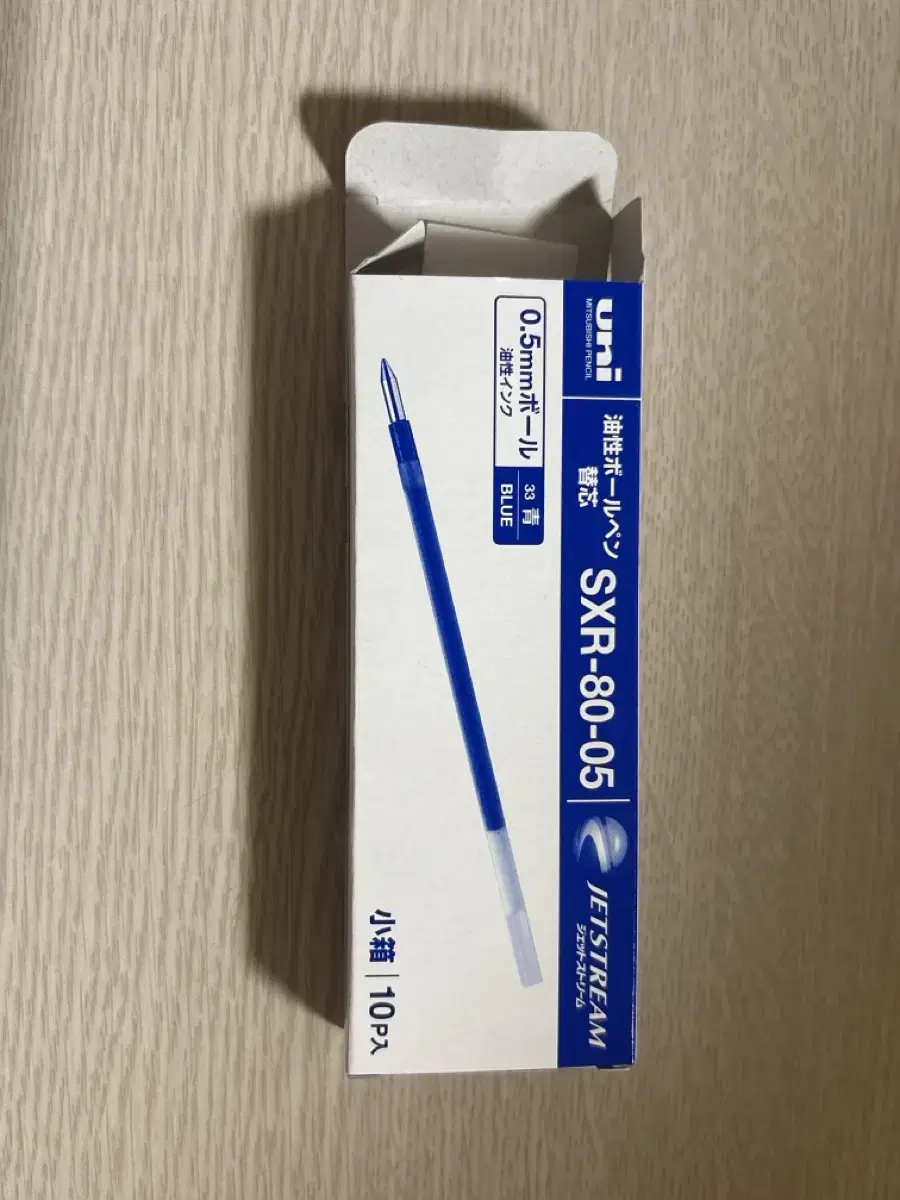 uni
MITSUBISHI PENCIL
油性ボールペン
替芯
SXR-80-05
JETSTREAM
ジェットストリーム
0.5mmボール
油性インク
33 青
BLUE
小箱 10P入